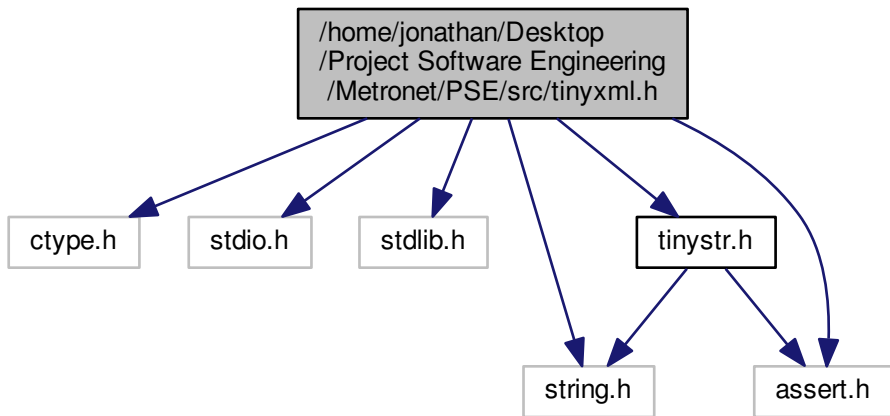 /home/jonathan/Desktop
/Project Software Engineering
/Metronet/PSE/src/tinyxml.h
ctype.h
stdio.h
stdlib.h
tinystr.h
string.h
assert.h